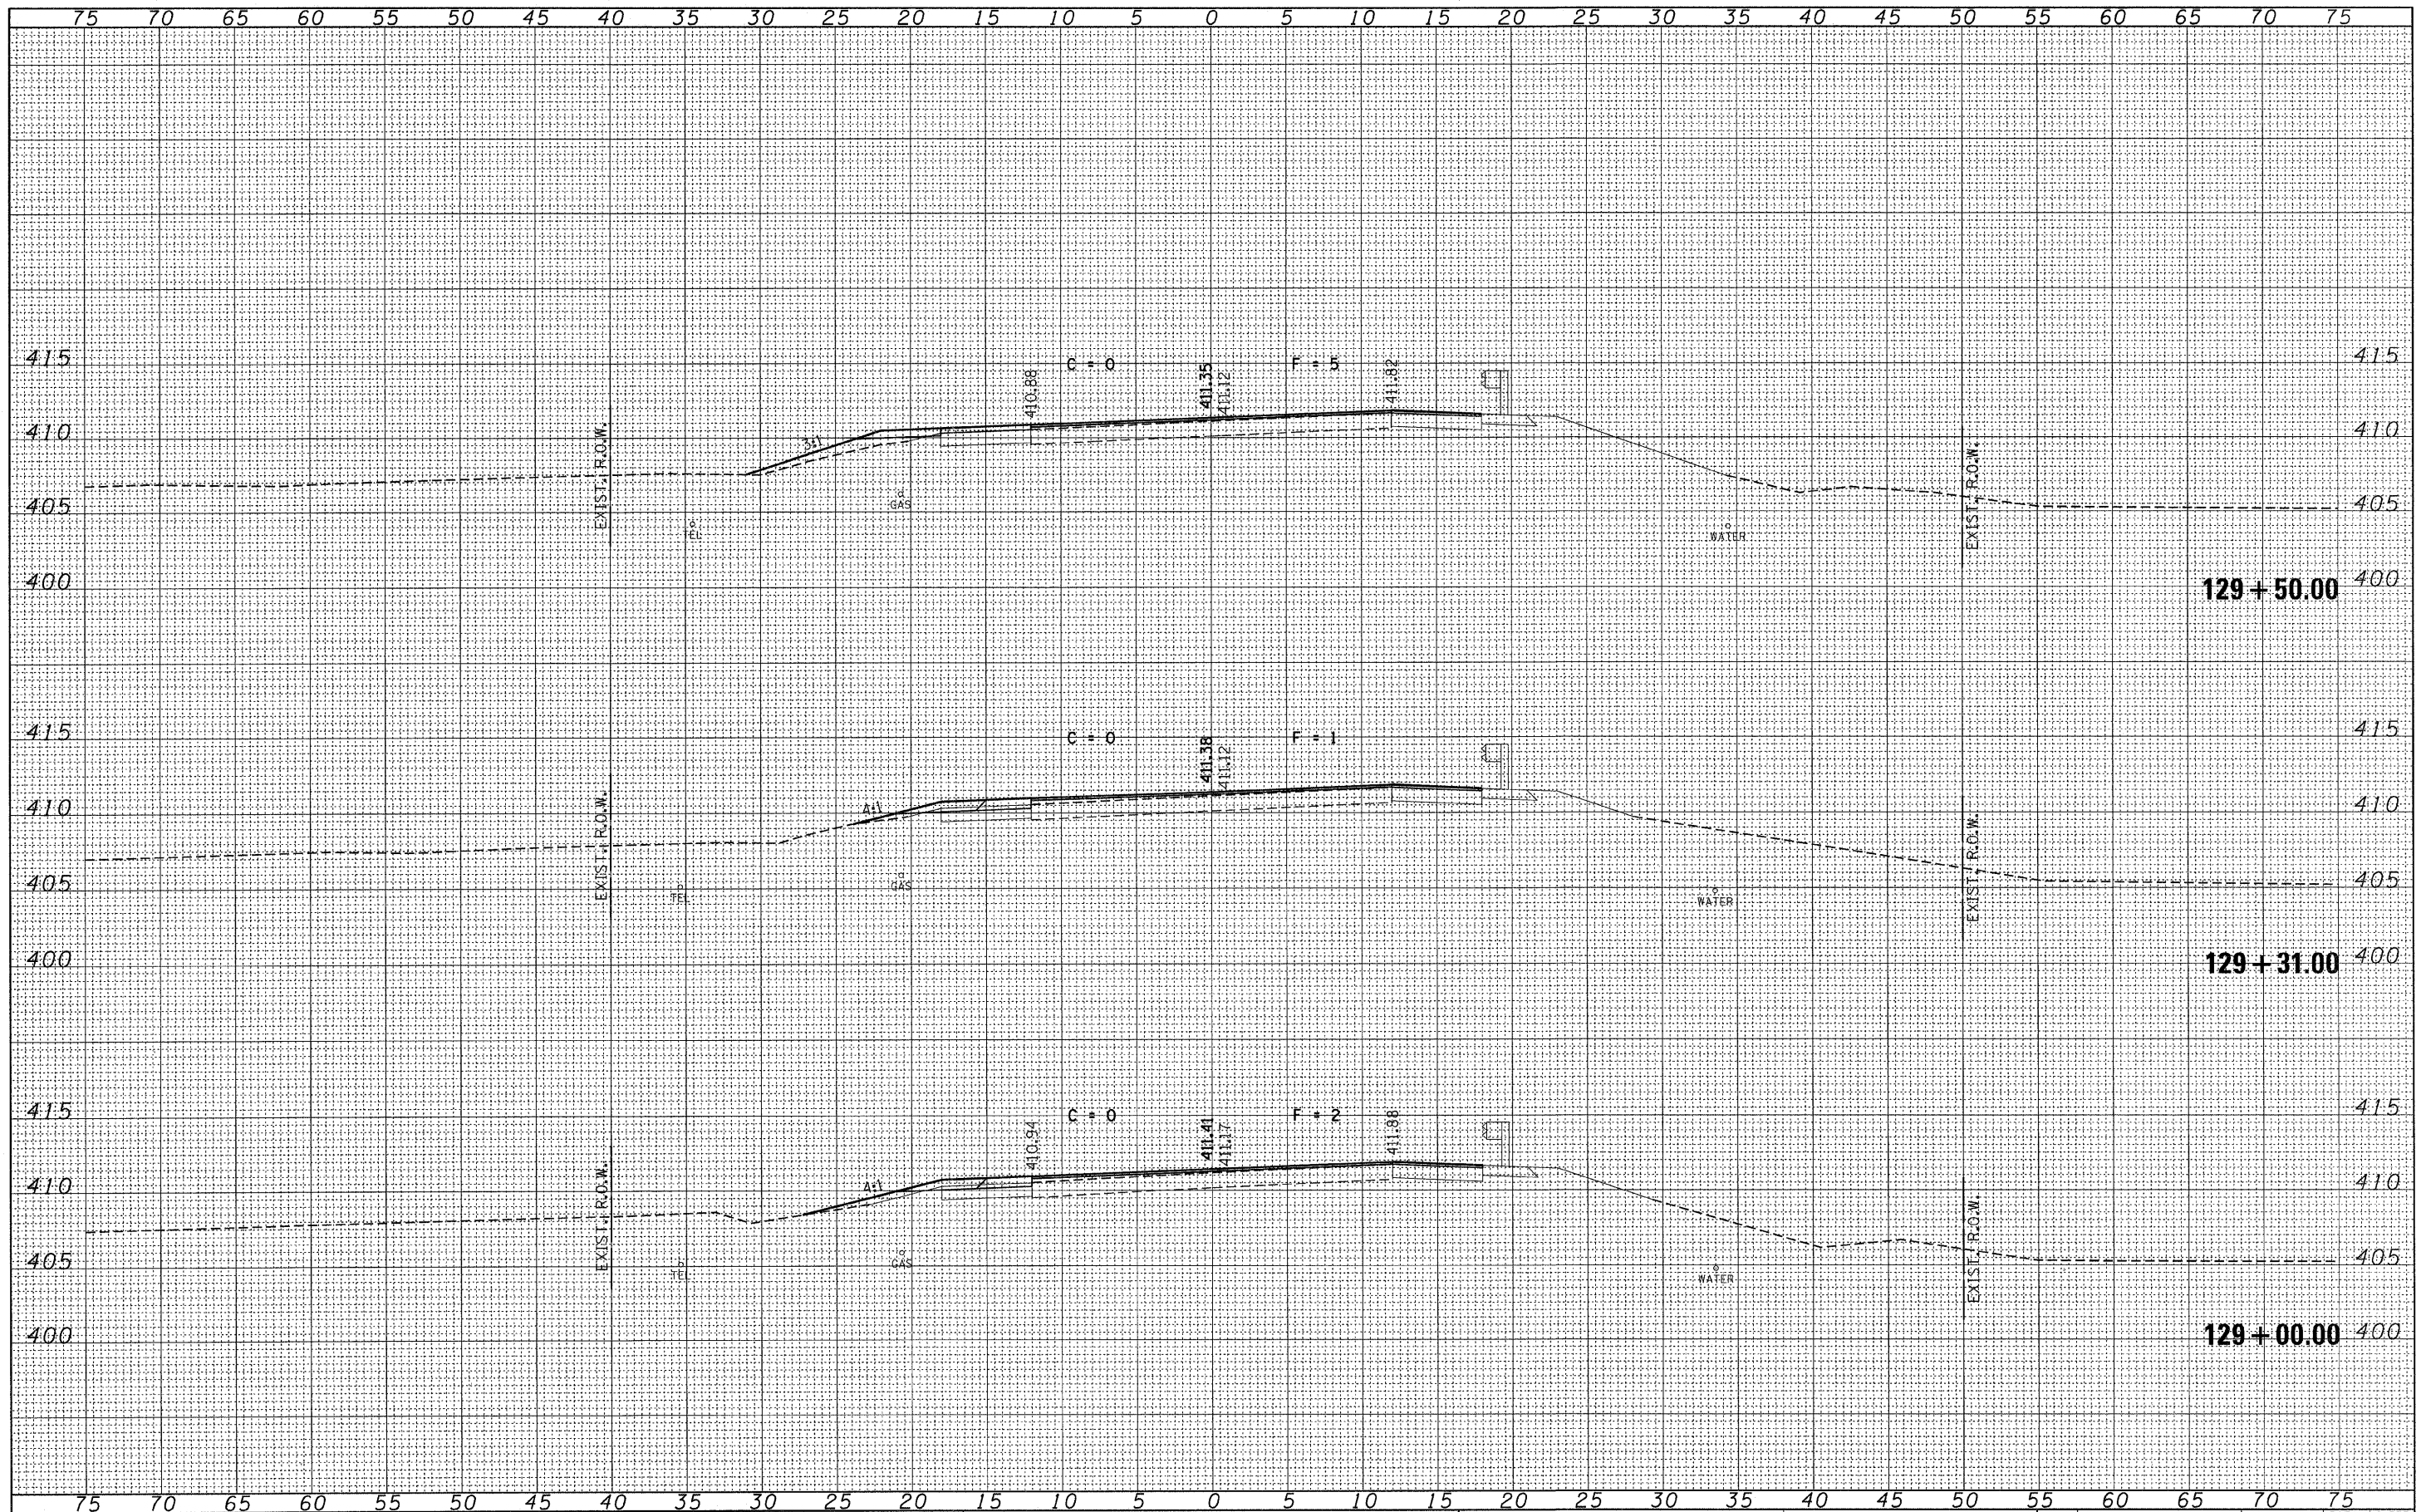 75 70 65 60 55 50 45 40 35 30 25 20 15 10 5 0 5 10 15 20 25 30 35 40 45 50 55 60 65 70 75
415 C = 0 F = 5 415
410.88 411.35 411.12 411.82
410 3:1 EXIST. R.O.W. EXIST. R.O.W. 410
405 GAS 405
TEL WATER
400 129+50.00 400
415 C = 0 F = 1 415
411.38 411.12
410 4:1 EXIST. R.O.W. EXIST. R.O.W. 410
405 TEL GAS WATER 405
400 129+31.00 400
415 C = 0 F = 2 415
410.94 411.41 411.17 411.88
410 4:1 EXIST. R.O.W. EXIST. R.O.W. 410
405 TEL GAS WATER 405
400 129+00.00 400
75 70 65 60 55 50 45 40 35 30 25 20 15 10 5 0 5 10 15 20 25 30 35 40 45 50 55 60 65 70 75